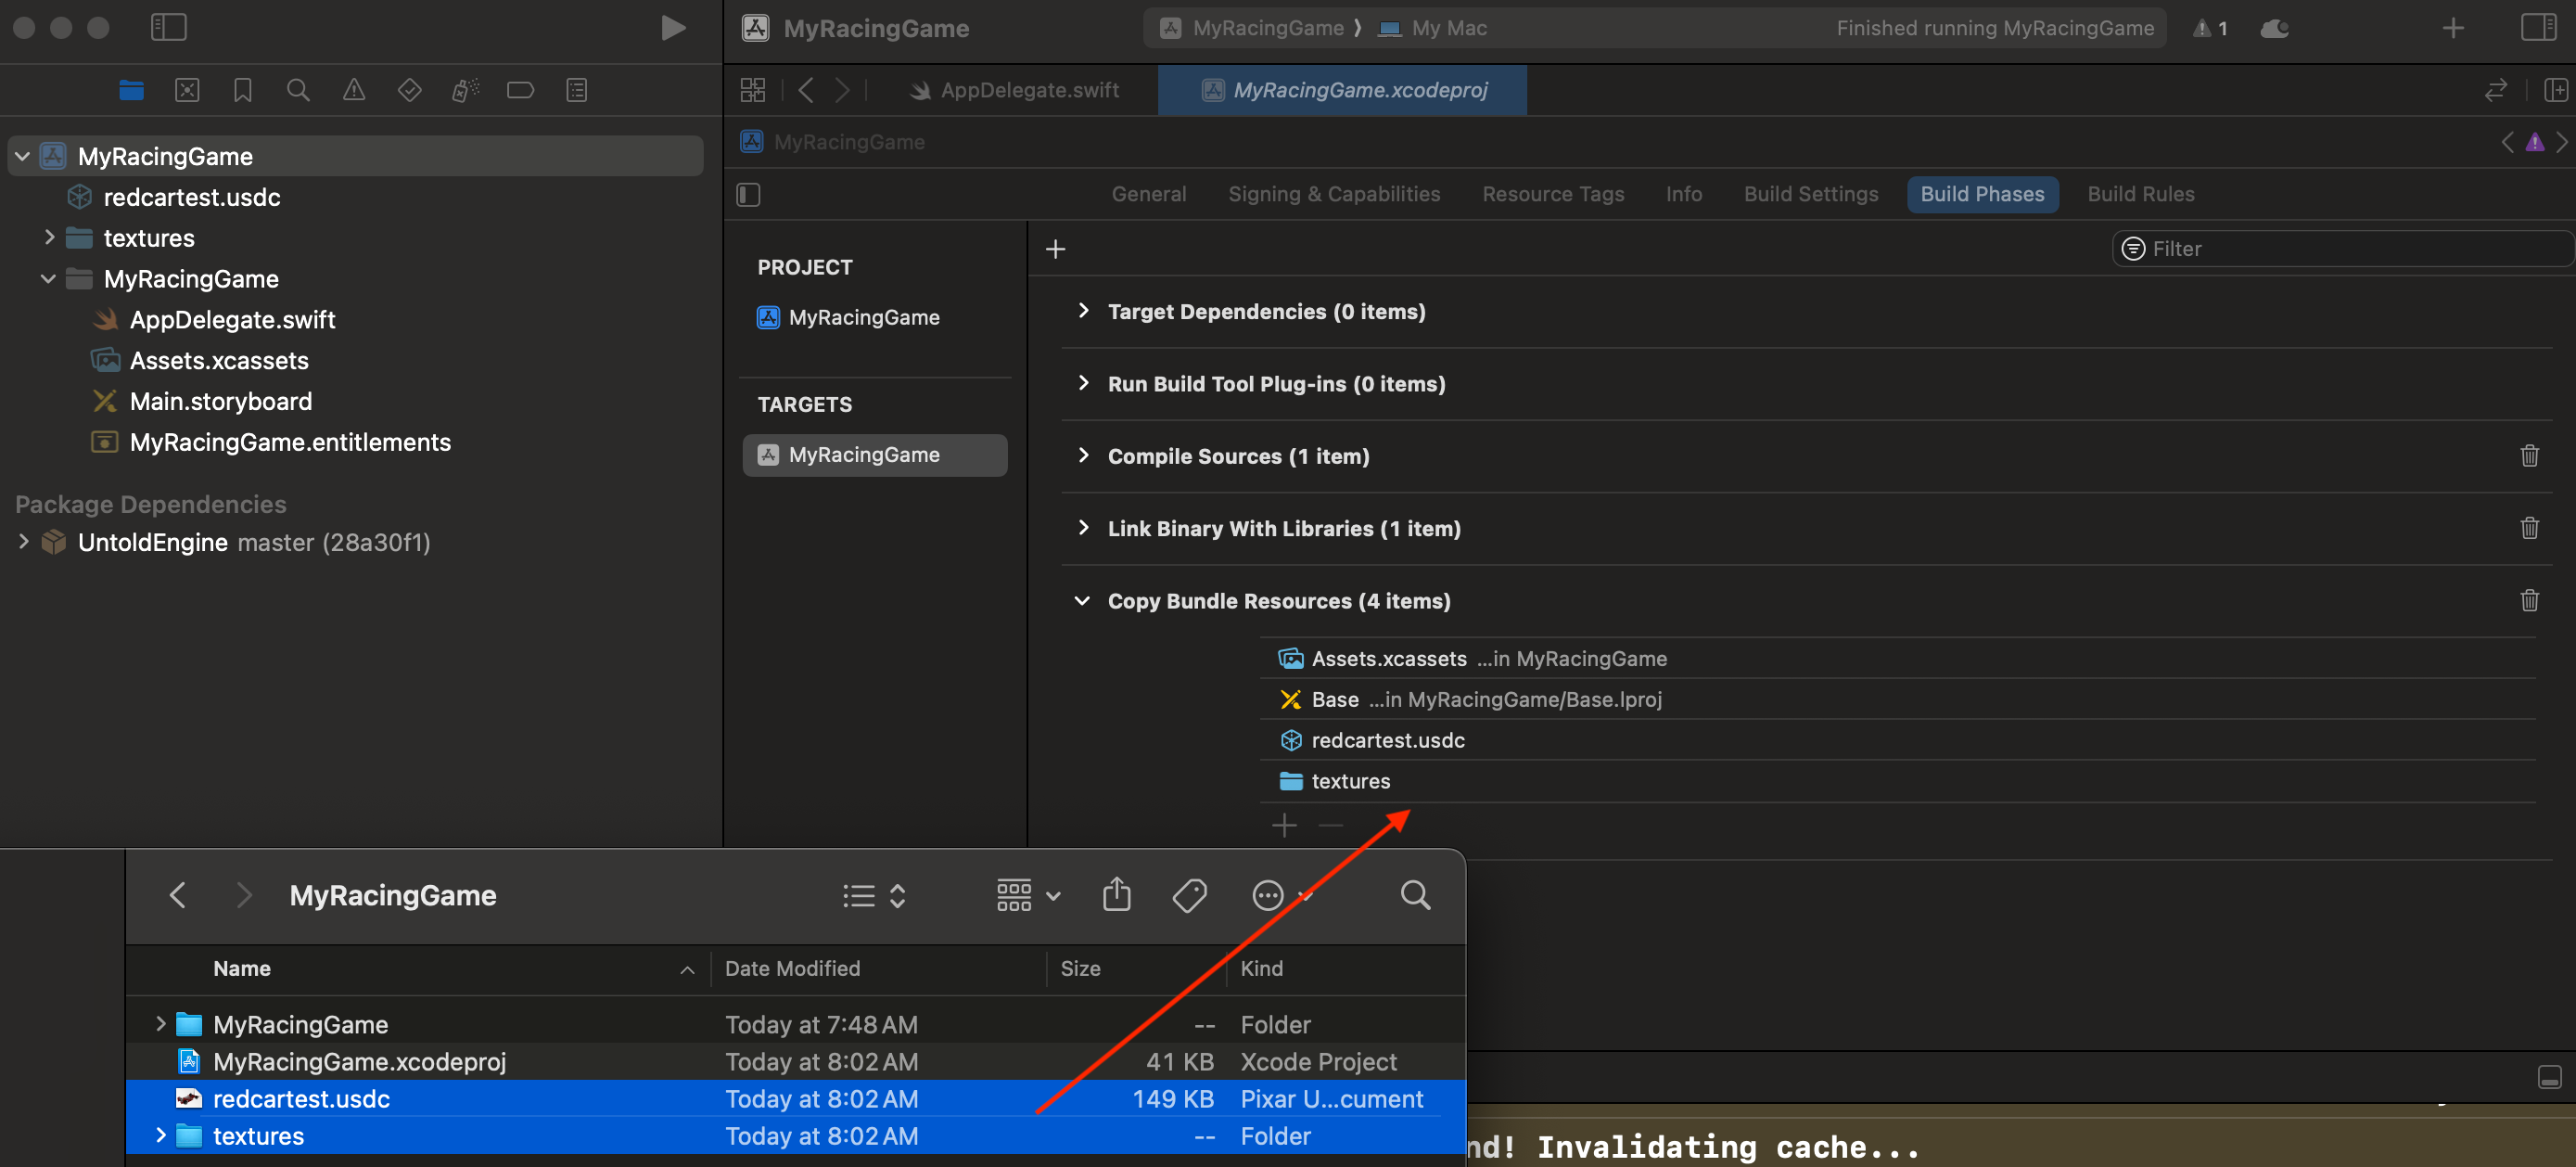 MyRacingGame
MyRacingGame ⟩ My Mac
Finished running MyRacingGame
1
AppDelegate.swift
MyRacingGame.xcodeproj
MyRacingGame
General
Signing & Capabilities
Resource Tags
Info
Build Settings
Build Phases
Build Rules
MyRacingGame
redcartest.usdc
textures
MyRacingGame
AppDelegate.swift
Assets.xcassets
Main.storyboard
MyRacingGame.entitlements
Package Dependencies
UntoldEngine master (28a30f1)
PROJECT
MyRacingGame
TARGETS
MyRacingGame
Filter
Target Dependencies (0 items)
Run Build Tool Plug-ins (0 items)
Compile Sources (1 item)
Link Binary With Libraries (1 item)
Copy Bundle Resources (4 items)
Assets.xcassets ...in MyRacingGame
Base ...in MyRacingGame/Base.lproj
redcartest.usdc
textures
MyRacingGame
Name Date Modified Size Kind
MyRacingGame Today at 7:48 AM -- Folder
MyRacingGame.xcodeproj Today at 8:02 AM 41 KB Xcode Project
redcartest.usdc Today at 8:02 AM 149 KB Pixar U...cument
textures Today at 8:02 AM -- Folder
nd! Invalidating cache...